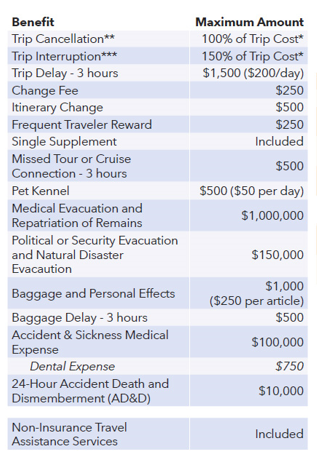 Benefit Maximum Amount
Trip Cancellation** 100% of Trip Cost*
Trip Interruption*** 150% of Trip Cost*
Trip Delay - 3 hours $1,500 ($200/day)
Change Fee $250
Itinerary Change $500
Frequent Traveler Reward $250
Single Supplement Included
Missed Tour or Cruise
Connection - 3 hours $500
Pet Kennel $500 ($50 per day)
Medical Evacuation and
Repatriation of Remains $1,000,000
Political or Security Evacuation
and Natural Disaster $150,000
Evacaution
Baggage and Personal Effects $1,000
($250 per article)
Baggage Delay - 3 hours $500
Accident & Sickness Medical
Expense $100,000
Dental Expense $750
24-Hour Accident Death and
Dismemberment (AD&D) $10,000
Non-Insurance Travel
Assistance Services Included